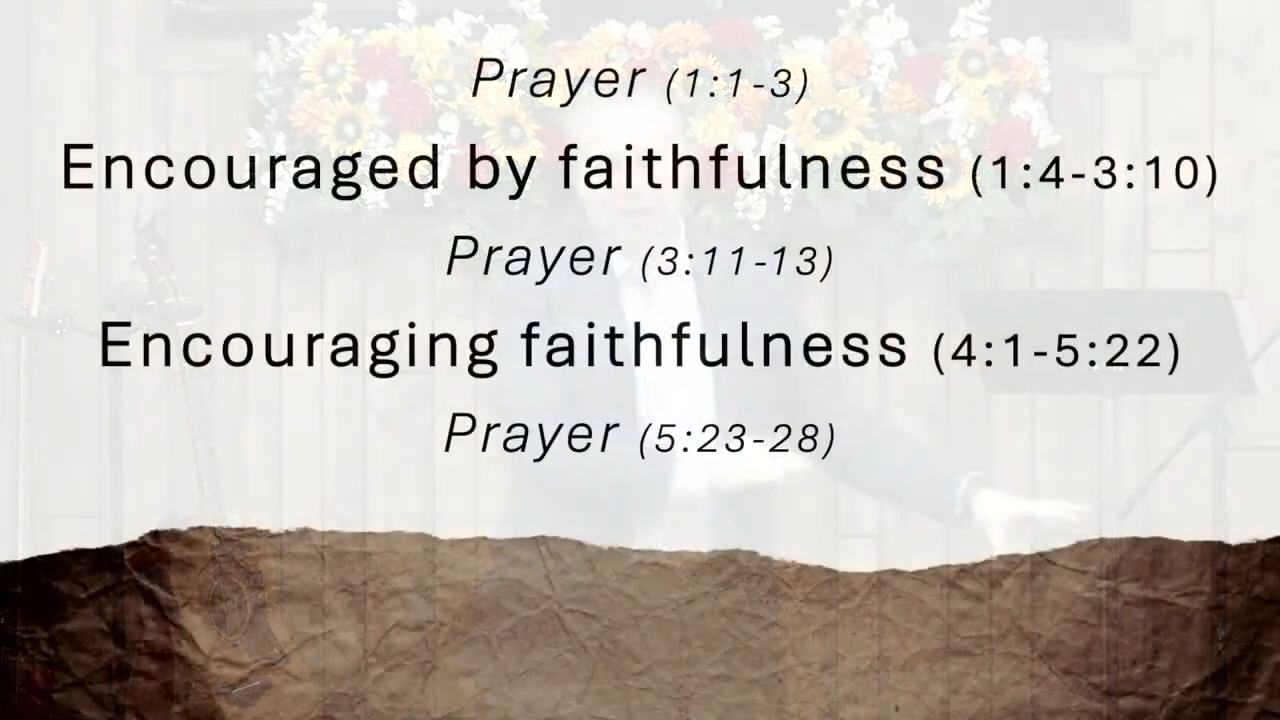 Prayer (1:1-3)
Encouraged by faithfulness (1:4-3:10)
Prayer (3:11-13)
Encouraging faithfulness (4:1-5:22)
Prayer (5:23-28)